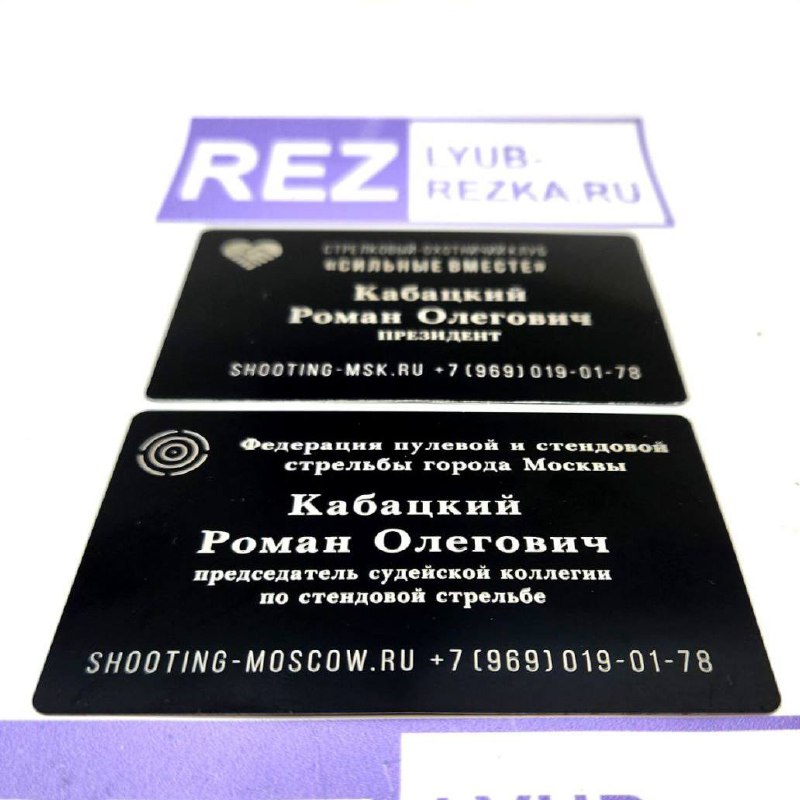 REZ
LYUB-
REZKA.RU
СТРЕЛКОВЫЙ ОХОТНИЧИЙ КЛУБ
«СИЛЬНЫЕ ВМЕСТЕ»
Кабацкий
Роман Олегович
ПРЕЗИДЕНТ
SHOOTING-MSK.RU +7(969)019-01-78
Федерация пулевой и стендовой
стрельбы города Москвы
Кабацкий
Роман Олегович
председатель судейской коллегии
по стендовой стрельбе
SHOOTING-MOSCOW.RU +7(969)019-01-78